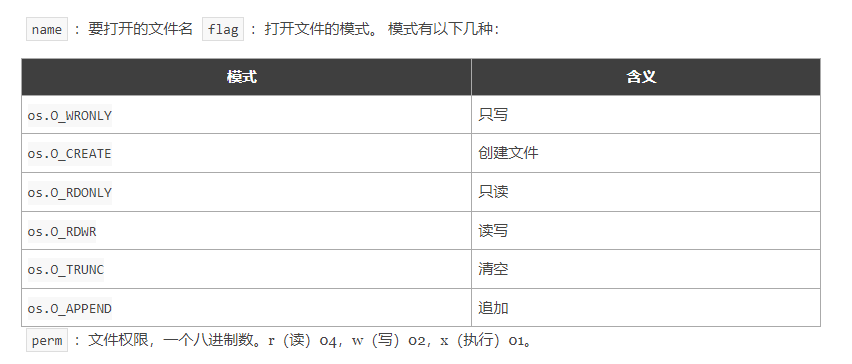 name ：要打开的文件名 flag ：打开文件的模式。 模式有以下几种：
模式 含义
os.O_WRONLY 只写
os.O_CREATE 创建文件
os.O_RDONLY 只读
os.O_RDWR 读写
os.O_TRUNC 清空
os.O_APPEND 追加
perm ：文件权限，一个八进制数。r（读）04，w（写）02，x（执行）01。